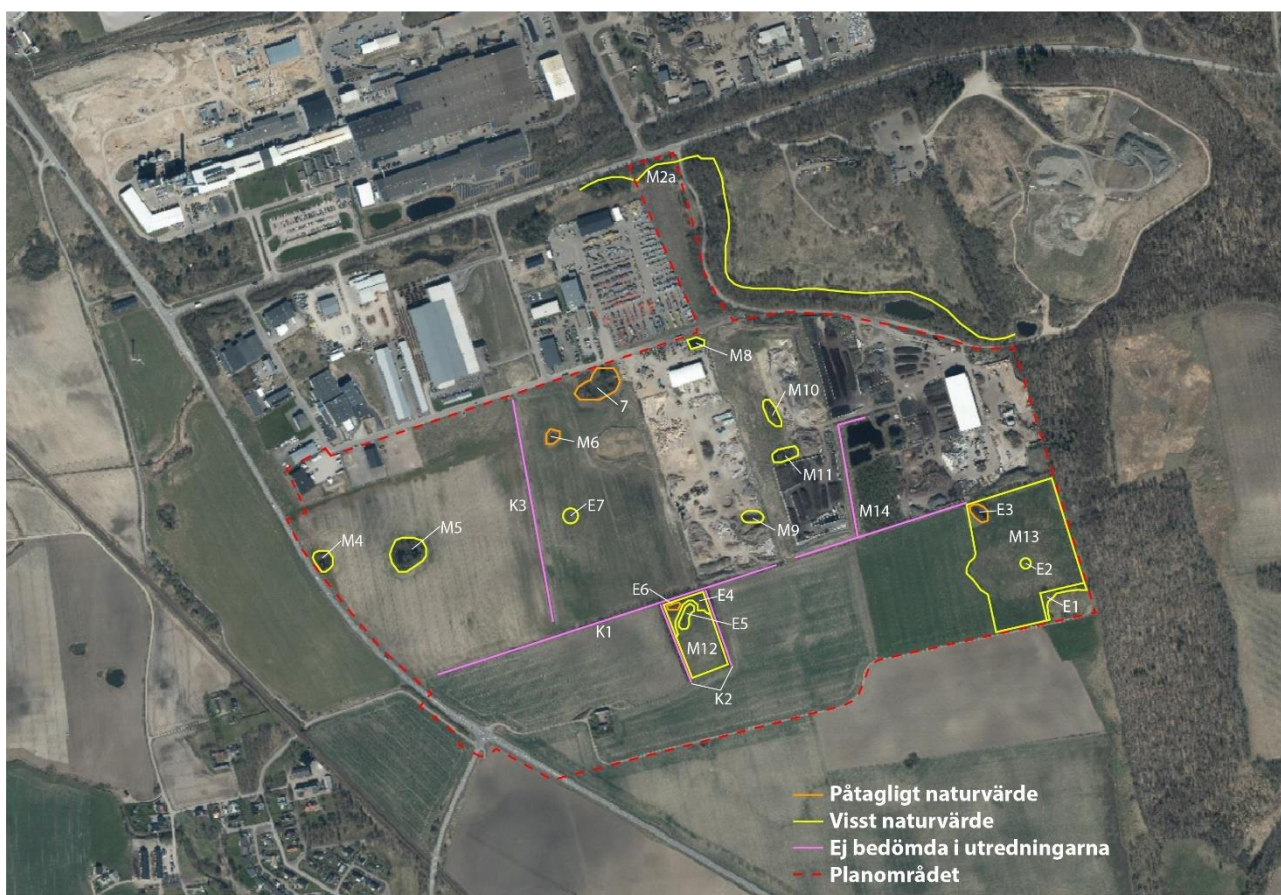 M2a
M8
7
M10
M6
M11
K3
E7
M9
M14
E3
M5
M4
M13
E2
E6
E4
E1
E5
K1
M12
K2
Påtagligt naturvärde
Visst naturvärde
Ej bedömda i utredningarna
Planområdet